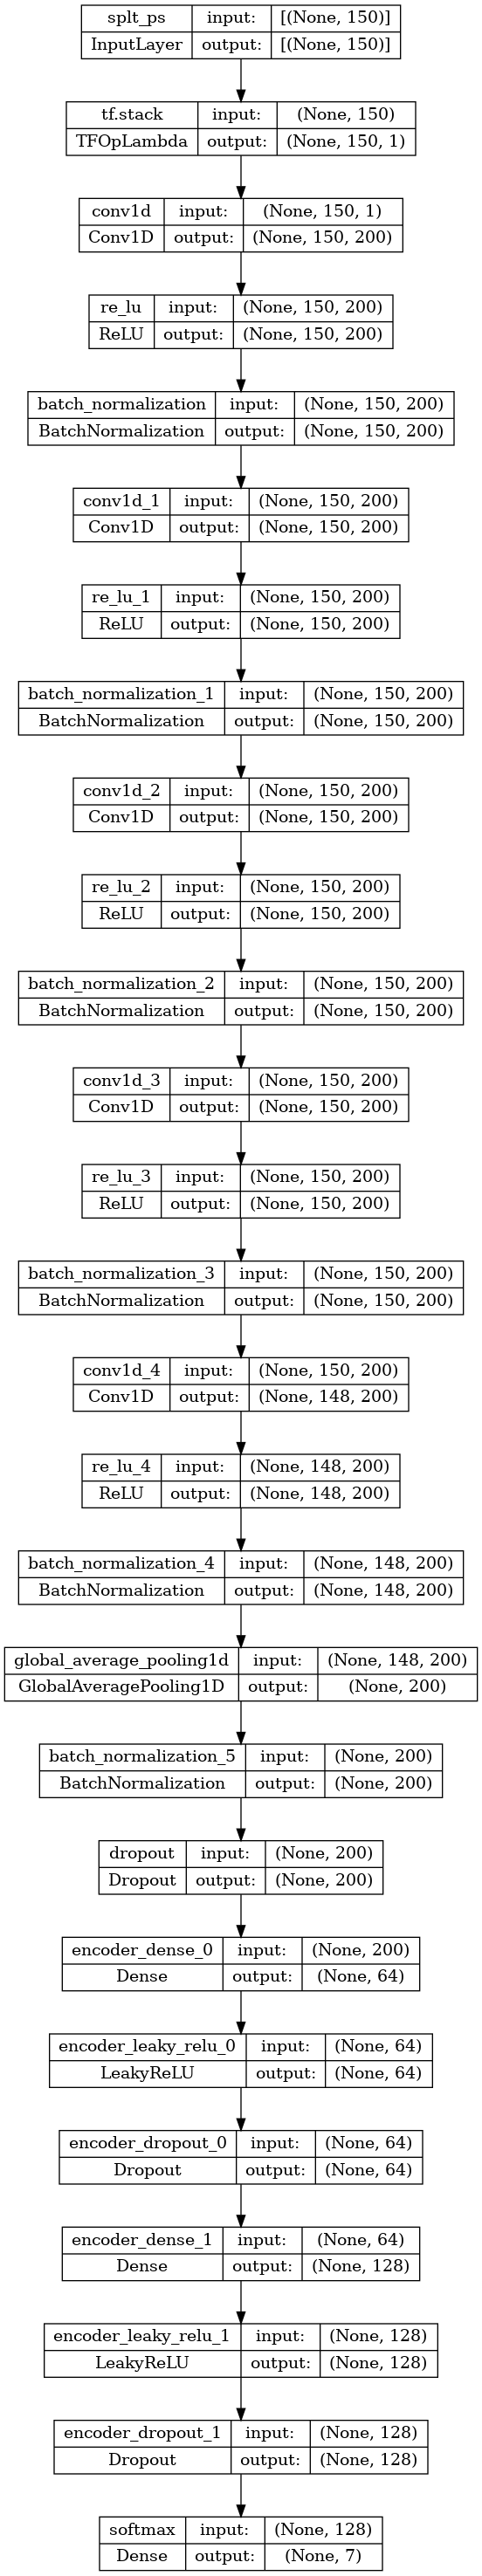 splt_ps input: [(None, 150)]
InputLayer output: [(None, 150)]
tf.stack input: (None, 150)
TFOpLambda output: (None, 150, 1)
conv1d input: (None, 150, 1)
Conv1D output: (None, 150, 200)
re_lu input: (None, 150, 200)
ReLU output: (None, 150, 200)
batch_normalization input: (None, 150, 200)
BatchNormalization output: (None, 150, 200)
conv1d_1 input: (None, 150, 200)
Conv1D output: (None, 150, 200)
re_lu_1 input: (None, 150, 200)
ReLU output: (None, 150, 200)
batch_normalization_1 input: (None, 150, 200)
BatchNormalization output: (None, 150, 200)
conv1d_2 input: (None, 150, 200)
Conv1D output: (None, 150, 200)
re_lu_2 input: (None, 150, 200)
ReLU output: (None, 150, 200)
batch_normalization_2 input: (None, 150, 200)
BatchNormalization output: (None, 150, 200)
conv1d_3 input: (None, 150, 200)
Conv1D output: (None, 150, 200)
re_lu_3 input: (None, 150, 200)
ReLU output: (None, 150, 200)
batch_normalization_3 input: (None, 150, 200)
BatchNormalization output: (None, 150, 200)
conv1d_4 input: (None, 150, 200)
Conv1D output: (None, 148, 200)
re_lu_4 input: (None, 148, 200)
ReLU output: (None, 148, 200)
batch_normalization_4 input: (None, 148, 200)
BatchNormalization output: (None, 148, 200)
global_average_pooling1d input: (None, 148, 200)
GlobalAveragePooling1D output: (None, 200)
batch_normalization_5 input: (None, 200)
BatchNormalization output: (None, 200)
dropout input: (None, 200)
Dropout output: (None, 200)
encoder_dense_0 input: (None, 200)
Dense output: (None, 64)
encoder_leaky_relu_0 input: (None, 64)
LeakyReLU output: (None, 64)
encoder_dropout_0 input: (None, 64)
Dropout output: (None, 64)
encoder_dense_1 input: (None, 64)
Dense output: (None, 128)
encoder_leaky_relu_1 input: (None, 128)
LeakyReLU output: (None, 128)
encoder_dropout_1 input: (None, 128)
Dropout output: (None, 128)
softmax input: (None, 128)
Dense output: (None, 7)